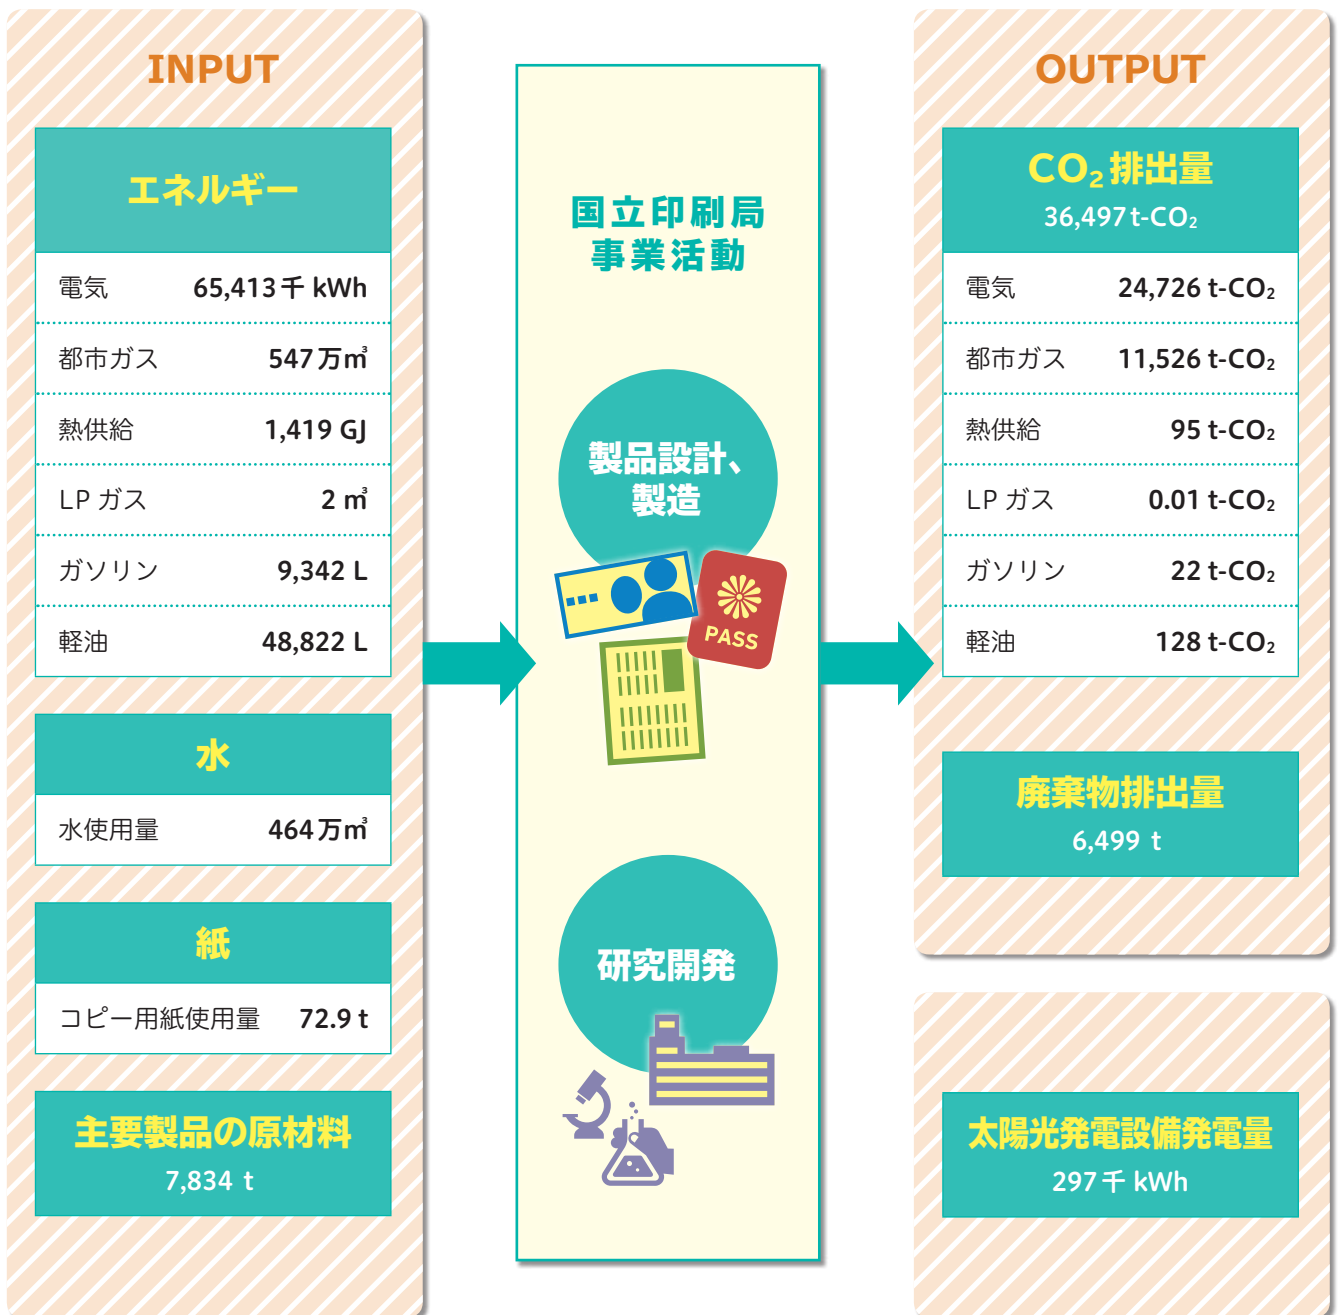 INPUT
エネルギー
電気 65,413千 kWh
都市ガス 547万㎥
熱供給 1,419 GJ
LP ガス 2 ㎥
ガソリン 9,342 L
軽油 48,822 L
水
水使用量 464万㎥
紙
コピー用紙使用量 72.9 t
主要製品の原材料
7,834 t
国立印刷局
事業活動
製品設計、
製造
PASS
研究開発
OUTPUT
CO₂排出量
36,497 t-CO₂
電気 24,726 t-CO₂
都市ガス 11,526 t-CO₂
熱供給 95 t-CO₂
LP ガス 0.01 t-CO₂
ガソリン 22 t-CO₂
軽油 128 t-CO₂
廃棄物排出量
6,499 t
太陽光発電設備発電量
297千 kWh